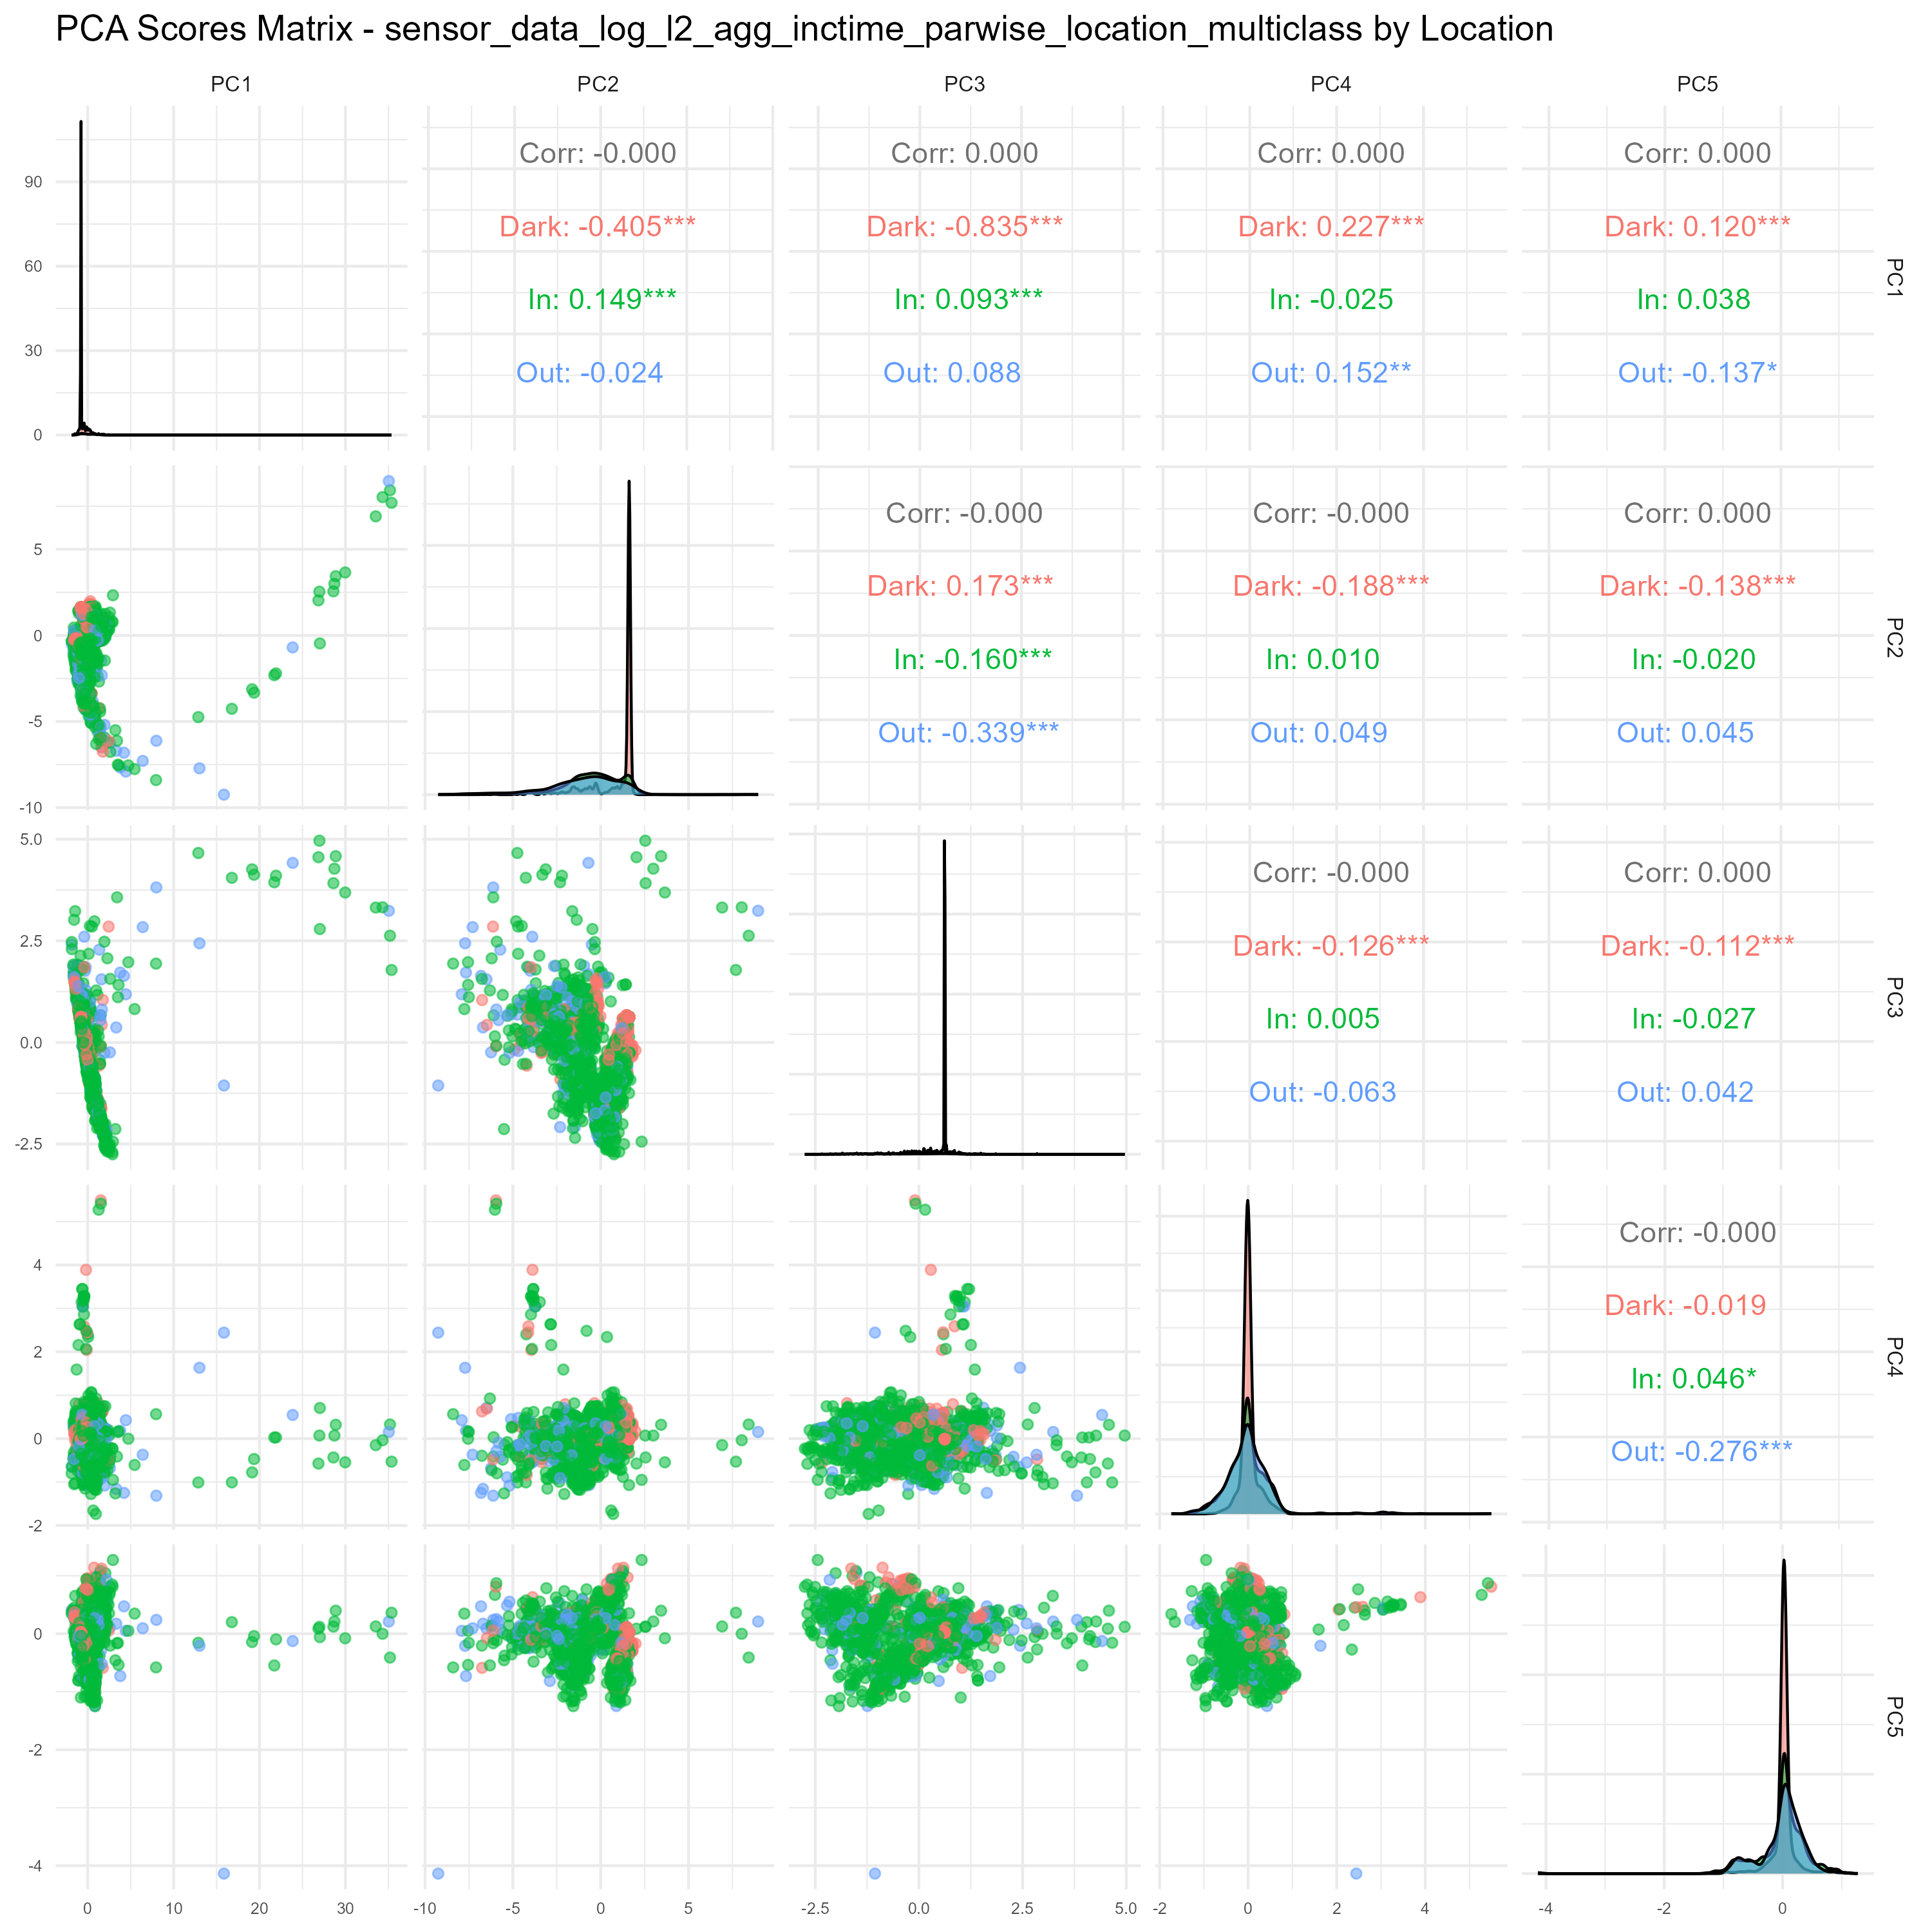 PCA Scores Matrix - sensor_data_log_l2_agg_inctime_parwise_location_multiclass by Location
PC1 PC2 PC3 PC4 PC5
90
60
30
0
Corr: -0.000
Dark: -0.405***
In: 0.149***
Out: -0.024
Corr: 0.000
Dark: -0.835***
In: 0.093***
Out: 0.088
Corr: 0.000
Dark: 0.227***
In: -0.025
Out: 0.152**
Corr: 0.000
Dark: 0.120***
In: 0.038
Out: -0.137*
PC1
5
0
-5
-10
Corr: -0.000
Dark: 0.173***
In: -0.160***
Out: -0.339***
Corr: -0.000
Dark: -0.188***
In: 0.010
Out: 0.049
Corr: 0.000
Dark: -0.138***
In: -0.020
Out: 0.045
PC2
5.0
2.5
0.0
-2.5
Corr: -0.000
Dark: -0.126***
In: 0.005
Out: -0.063
Corr: 0.000
Dark: -0.112***
In: -0.027
Out: 0.042
PC3
4
2
0
-2
Corr: -0.000
Dark: -0.019
In: 0.046*
Out: -0.276***
PC4
0
-2
-4
PC5
0 10 20 30
-10 -5 0 5
-2.5 0.0 2.5 5.0
-2 0 2 4
-4 -2 0